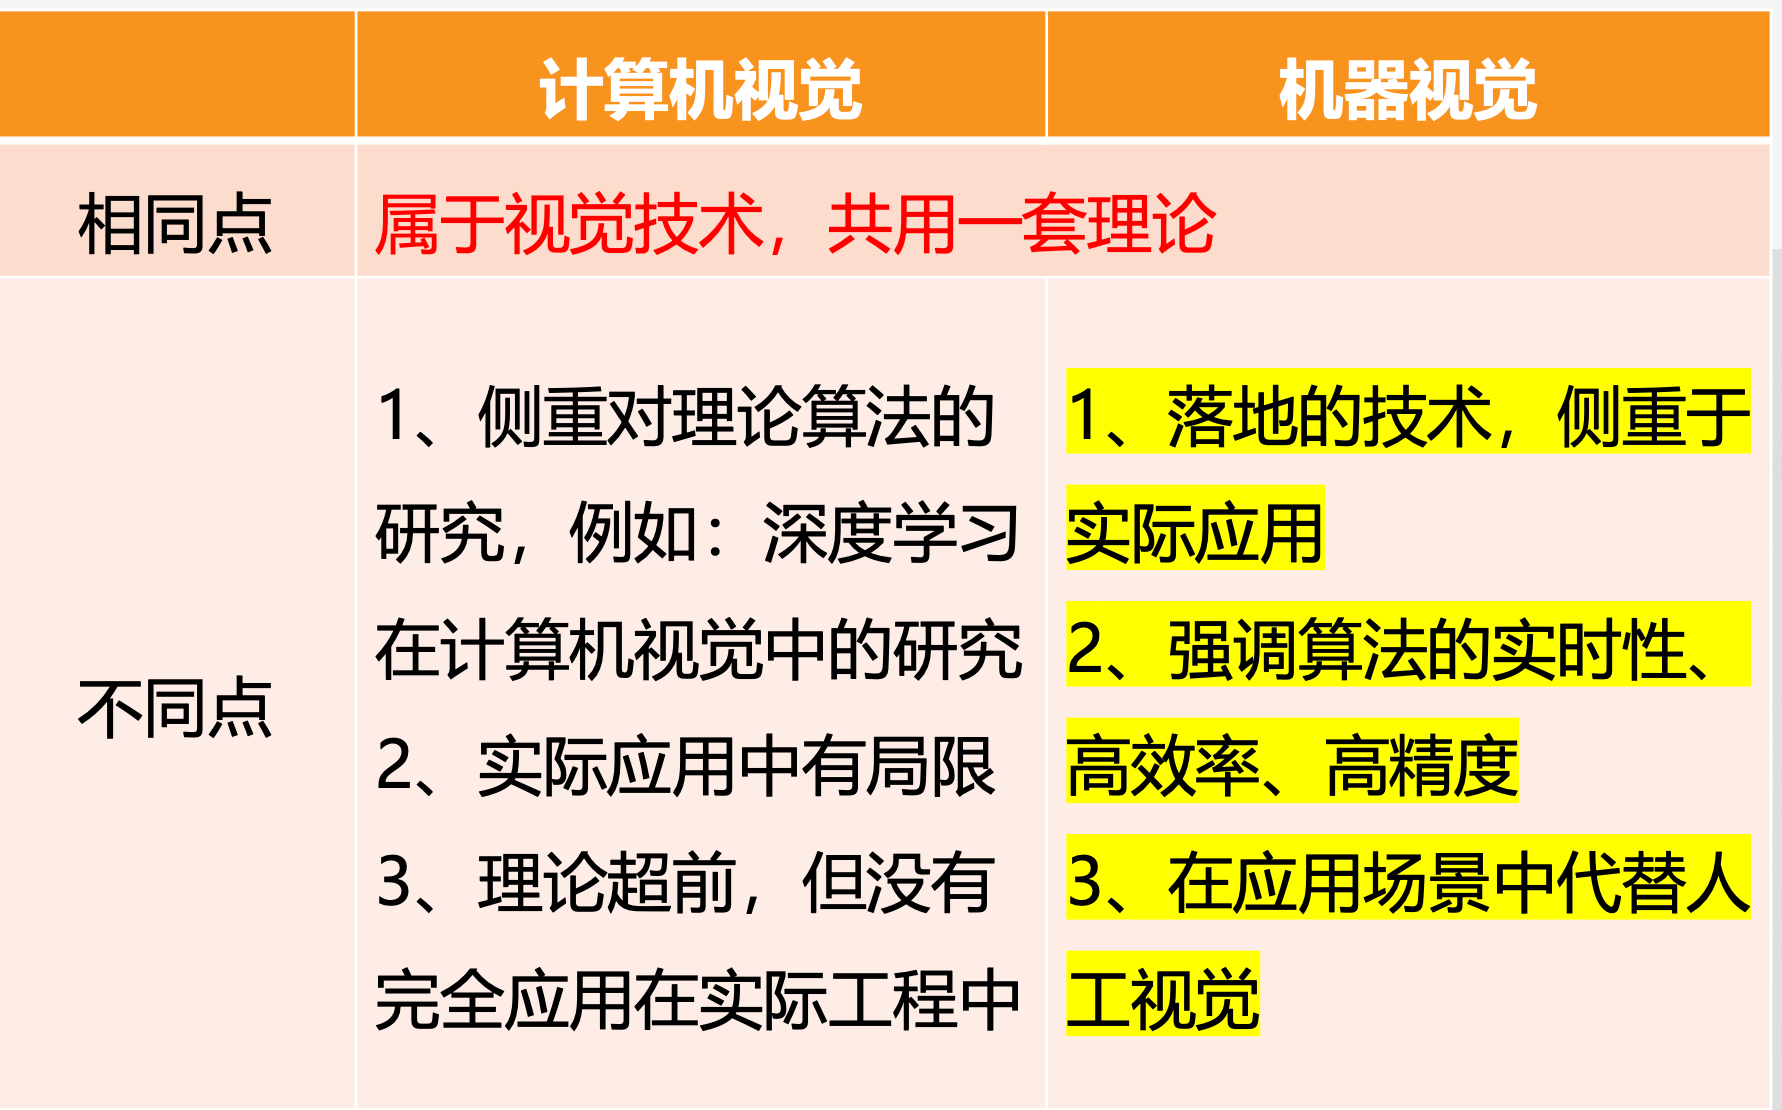 计算机视觉
机器视觉
相同点
属于视觉技术，共用一套理论
不同点
1、侧重对理论算法的
研究，例如：深度学习
在计算机视觉中的研究
2、实际应用中有局限
3、理论超前，但没有
完全应用在实际工程中
1、落地的技术，侧重于
实际应用
2、强调算法的实时性、
高效率、高精度
3、在应用场景中代替人
工视觉